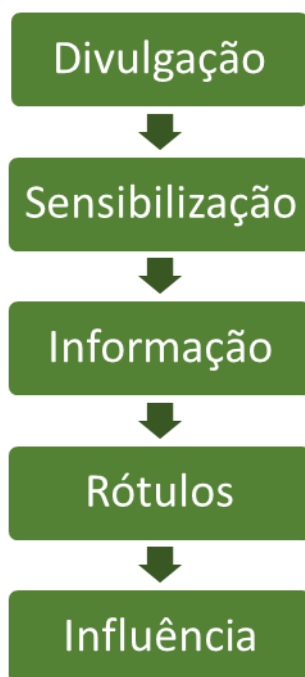 Divulgação
Sensibilização
Informação
Rótulos
Influência